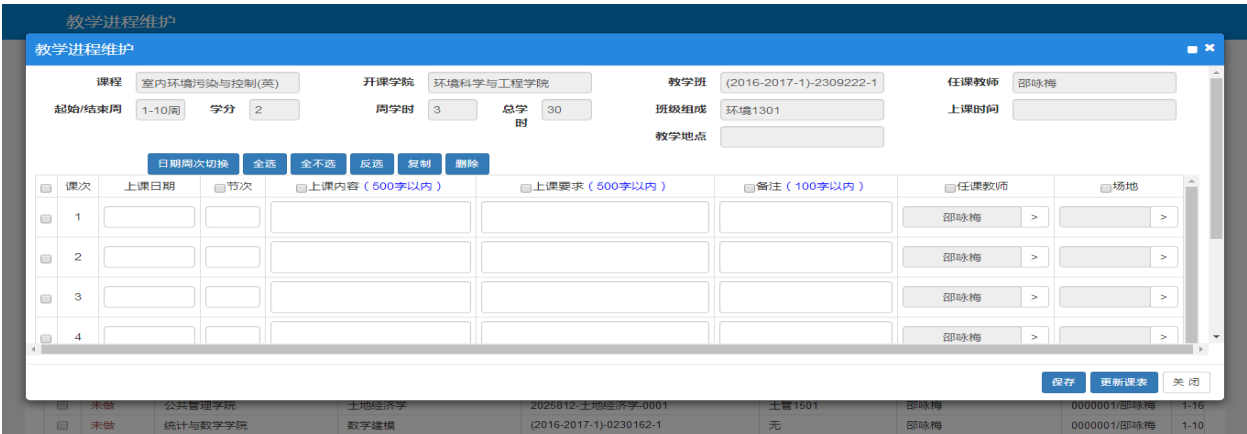 教学进程维护
教学进程维护
课程 室内环境污染与控制(英) 开课学院 环境科学与工程学院 教学班 (2016-2017-1)-2309222-1 任课教师 邵咏梅
起始/结束周 1-10周 学分 2 周学时 3 总学时 30 班级组成 环境1301 上课时间
教学地点
日期周次切换 全选 全不选 反选 复制 删除
课次 上课日期 节次 上课内容(500字以内) 上课要求(500字以内) 备注(100字以内) 任课教师 场地
1 邵咏梅 > >
2 邵咏梅 > >
3 邵咏梅 > >
4 邵咏梅 > >
保存 更新课表 关闭
未做 公共管理学院 土地经济学 2025812-土地经济学-0001 土管1501 邵咏梅 0000001/邵咏梅 1-16
未做 统计与数学学院 数学建模 (2016-2017-1)-0230162-1 无 邵咏梅 0000001/邵咏梅 1-10